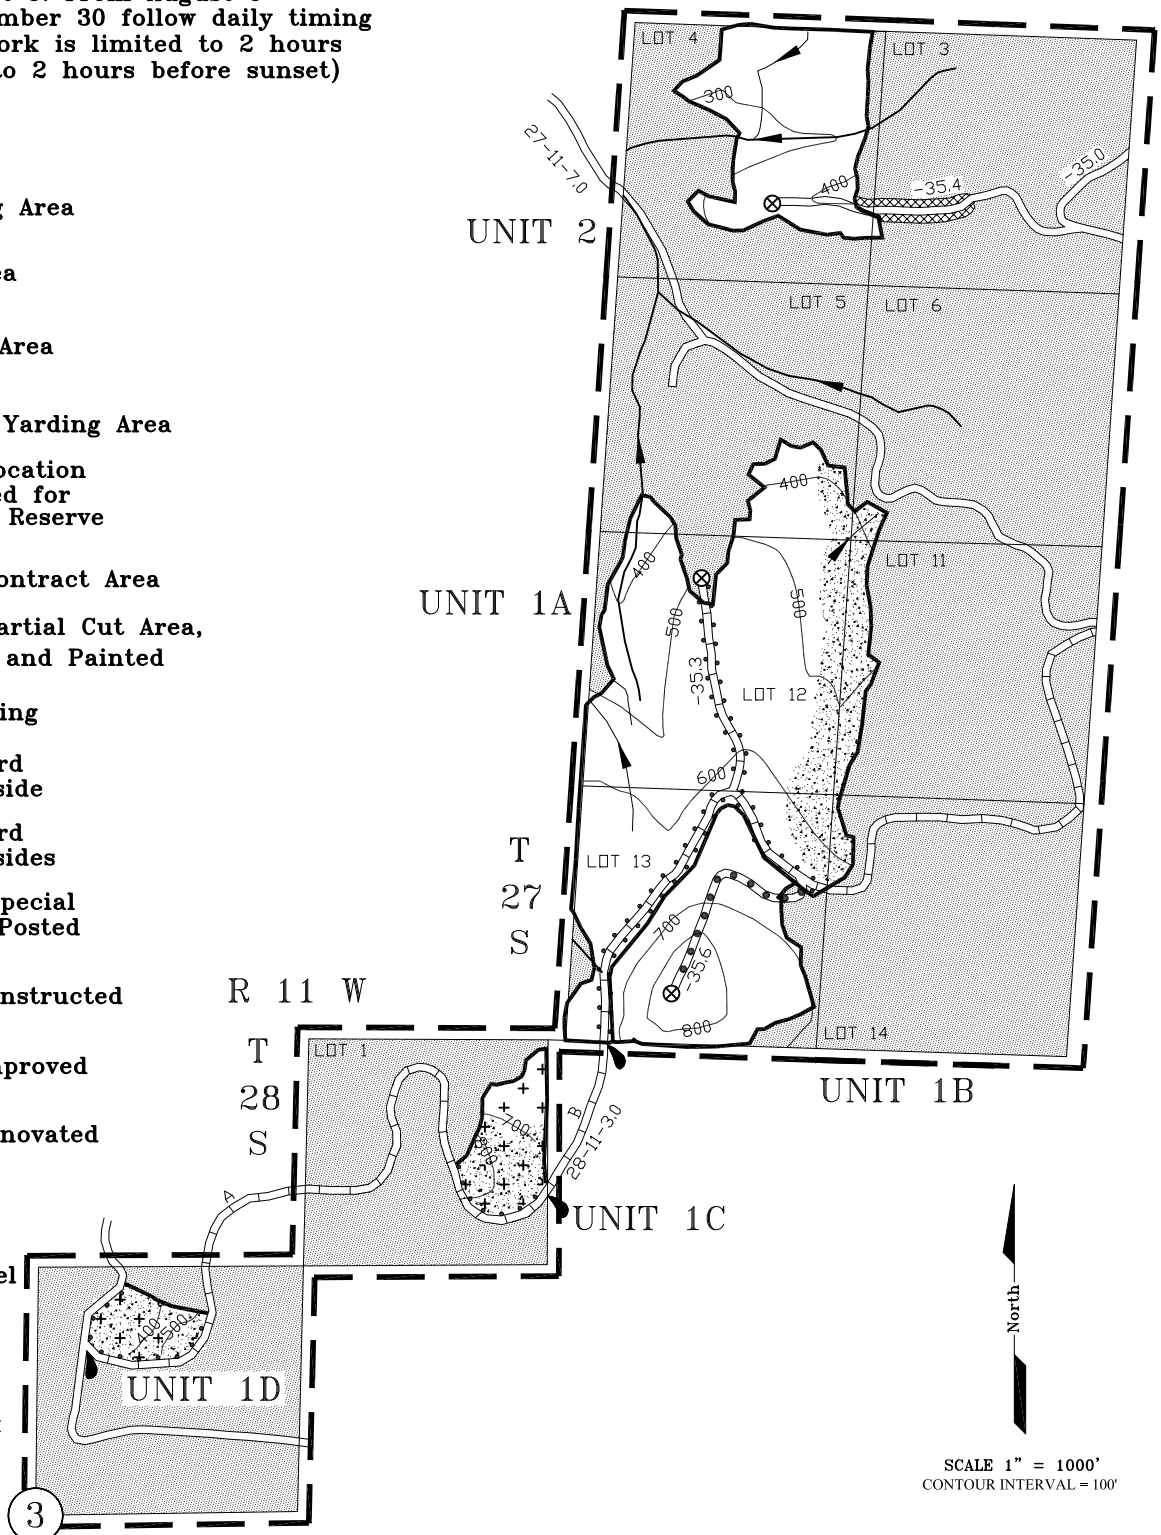 mber 30 follow daily timing
ork is limited to 2 hours
to 2 hours before sunset)
g Area
ea
Area
Yarding Area
ocation
ed for
Reserve
ontract Area
artial Cut Area,
and Painted
ing
rd
side
rd
sides
pecial
Posted
nstructed
mproved
novated
el
LOT 4
LOT 3
300
27-11-7.0
-35.0
400
-35.4
UNIT 2
LOT 5
LOT 6
400
LOT 11
400
UNIT 1A
500
500
-35.3
LOT 12
600
T
27
S
LOT 13
700
-35.6
R 11 W
800
LOT 14
T
28
S
LOT 1
UNIT 1B
700
800
B
28-11-3.0
A
UNIT 1C
400
500
UNIT 1D
North
SCALE 1" = 1000'
CONTOUR INTERVAL = 100'
3